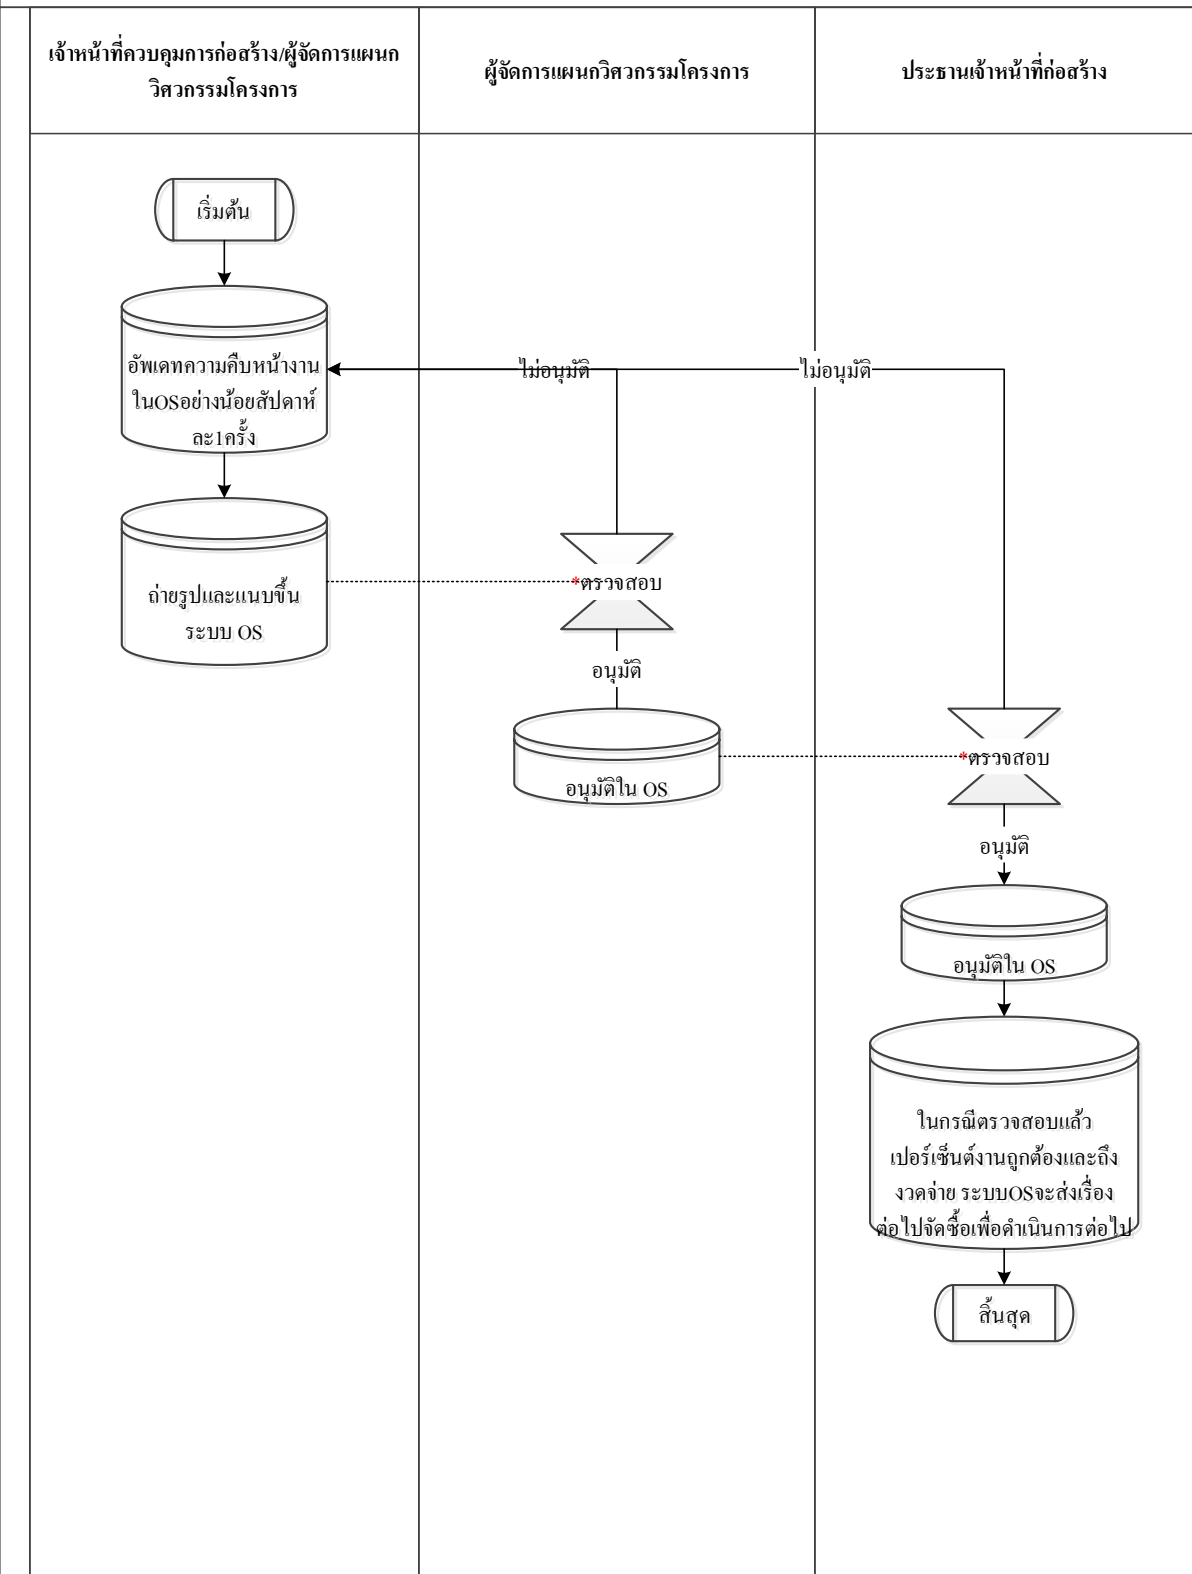 เจ้าหน้าที่ควบคุมการก่อสร้าง/ผู้จัดการแผนก
วิศวกรรมโครงการ
ผู้จัดการแผนกวิศวกรรมโครงการ
ประธานเจ้าหน้าที่ก่อสร้าง
เริ่มต้น
อัพเดทความคืบหน้างาน
ในOSอย่างน้อยสัปดาห์
ละ1ครั้ง
ไม่อนุมัติ
ไม่อนุมัติ
ถ่ายรูปและแนบขึ้น
ระบบ OS
*ตรวจสอบ
อนุมัติ
อนุมัติใน OS
*ตรวจสอบ
อนุมัติ
อนุมัติใน OS
ในกรณีตรวจสอบแล้ว
เปอร์เซ็นต์งานถูกต้องและถึง
งวดจ่าย ระบบOSจะส่งเรื่อง
ต่อไปจัดซื้อเพื่อดำเนินการต่อไป
สิ้นสุด